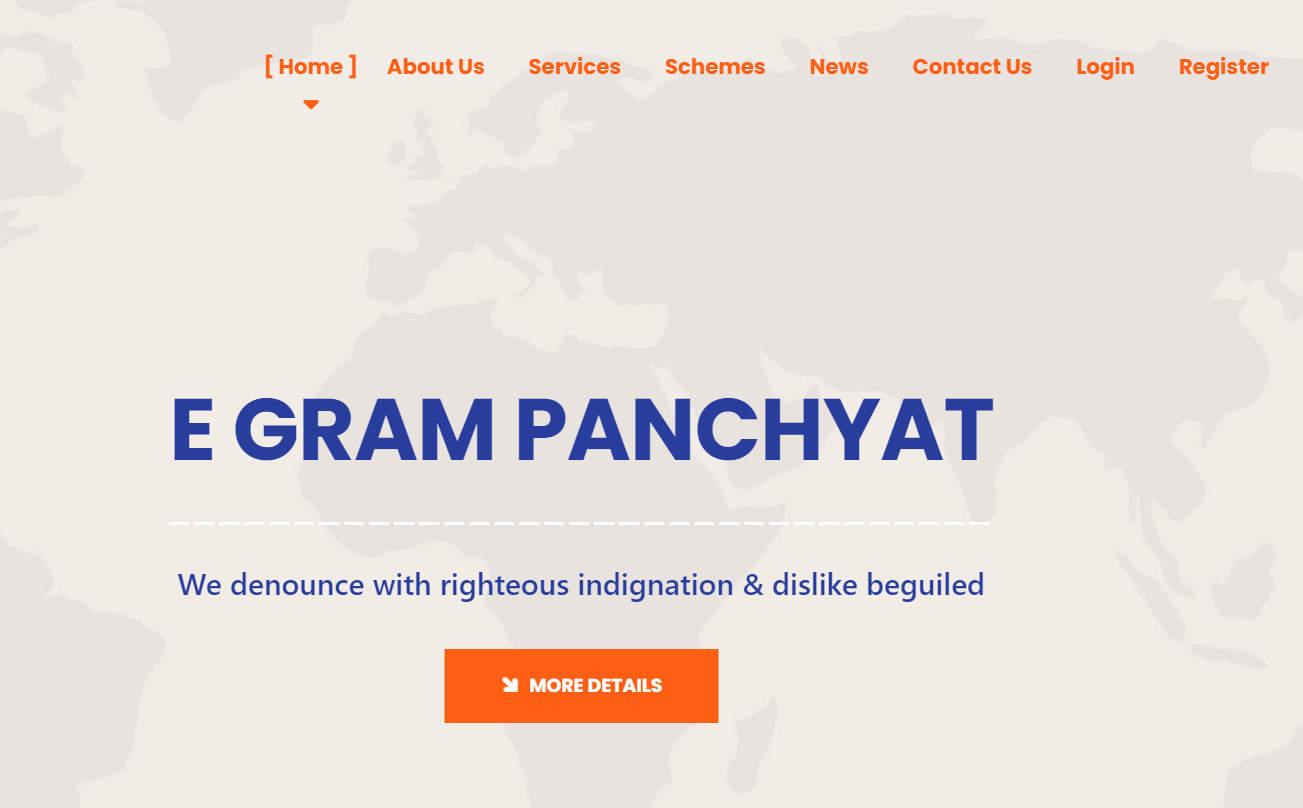 [ Home ] About Us Services Schemes News Contact Us Login Register
E GRAM PANCHYAT
We denounce with righteous indignation & dislike beguiled
MORE DETAILS